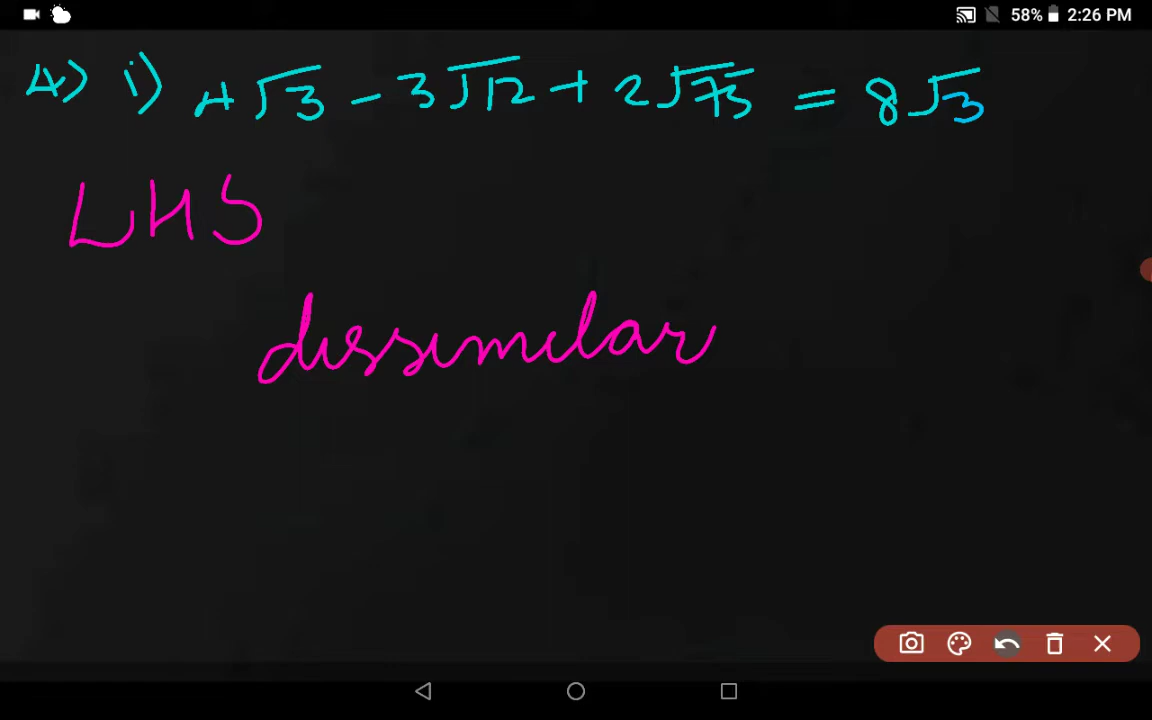 58% 2:26 PM
4) i) 4√3 - 3√12 + 2√75 = 8√3
LHS
dissimilar